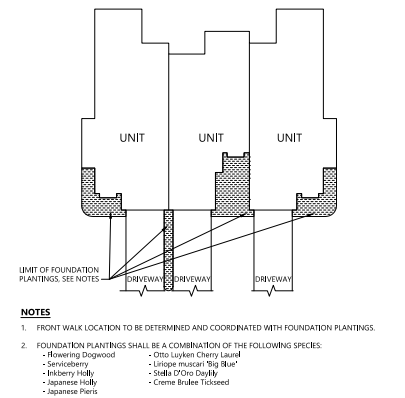 UNIT UNIT UNIT
LIMIT OF FOUNDATION
PLANTINGS, SEE NOTES
DRIVEWAY DRIVEWAY DRIVEWAY
NOTES
1. FRONT WALK LOCATION TO BE DETERMINED AND COORDINATED WITH FOUNDATION PLANTINGS.
2. FOUNDATION PLANTINGS SHALL BE A COMBINATION OF THE FOLLOWING SPECIES:
- Flowering Dogwood - Otto Luyken Cherry Laurel
- Serviceberry - Liriope muscari 'Big Blue'
- Inkberry Holly - Stella D'Oro Daylily
- Japanese Holly - Creme Brulee Tickseed
- Japanese Pieris